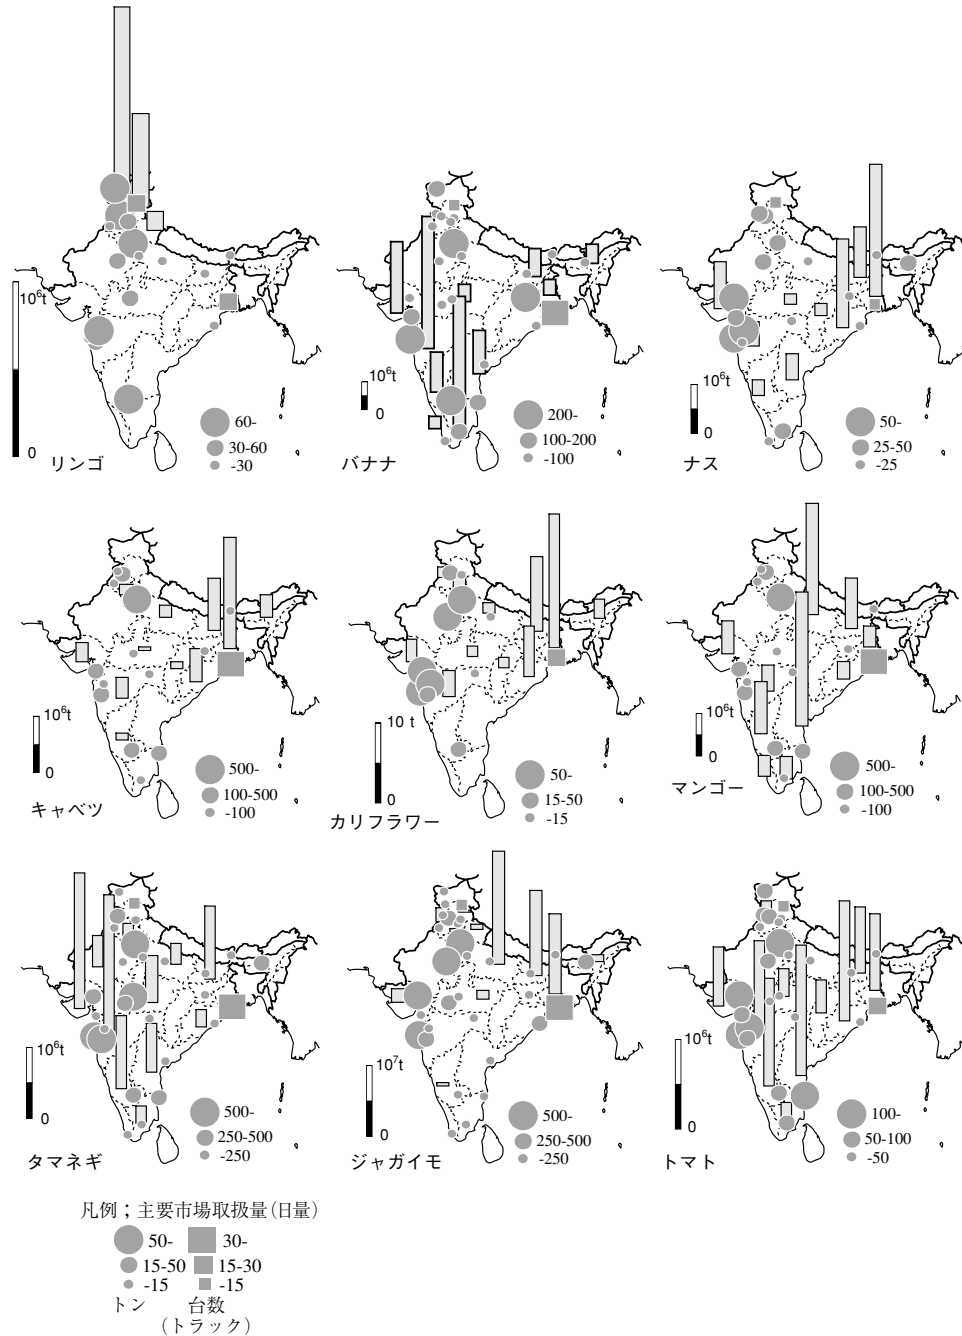 10⁶t
0
リンゴ
60-
30-60
-30
10⁶t
0
バナナ
200-
100-200
-100
10⁶t
0
ナス
50-
25-50
-25
10⁶t
0
キャベツ
500-
100-500
-100
10 t
0
カリフラワー
50-
15-50
-15
10⁶t
0
マンゴー
500-
100-500
-100
10⁶t
0
タマネギ
500-
250-500
-250
10⁷t
0
ジャガイモ
500-
250-500
-250
10⁶t
0
トマト
100-
50-100
-50
凡例；主要市場取扱量(日量)
50- 30-
15-50 15-30
-15 -15
トン 台数
(トラック)